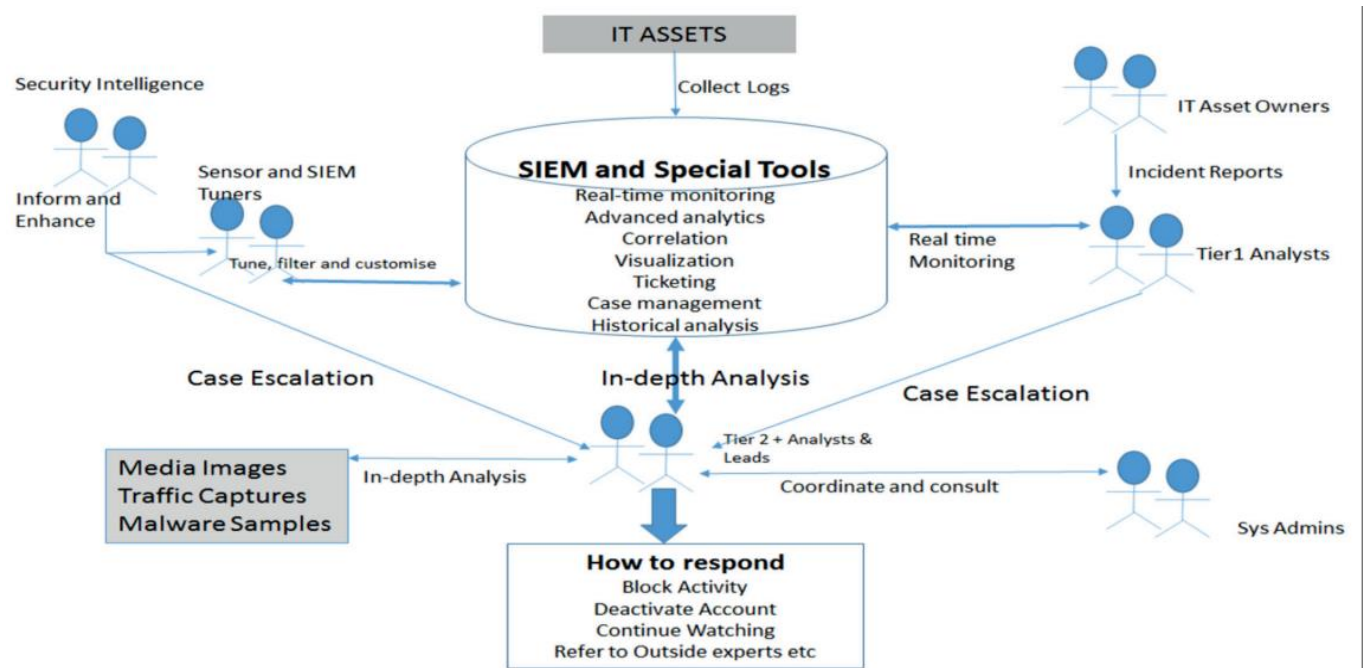 IT ASSETS
Collect Logs
Security Intelligence
IT Asset Owners
SIEM and Special Tools
Real-time monitoring
Advanced analytics
Correlation
Visualization
Ticketing
Case management
Historical analysis
Sensor and SIEM
Tuners
Inform and
Enhance
Tune, filter and customise
Incident Reports
Real time
Monitoring
Tier1 Analysts
Case Escalation
In-depth Analysis
Case Escalation
Tier 2 + Analysts &
Leads
Media Images
Traffic Captures
Malware Samples
In-depth Analysis
Coordinate and consult
Sys Admins
How to respond
Block Activity
Deactivate Account
Continue Watching
Refer to Outside experts etc